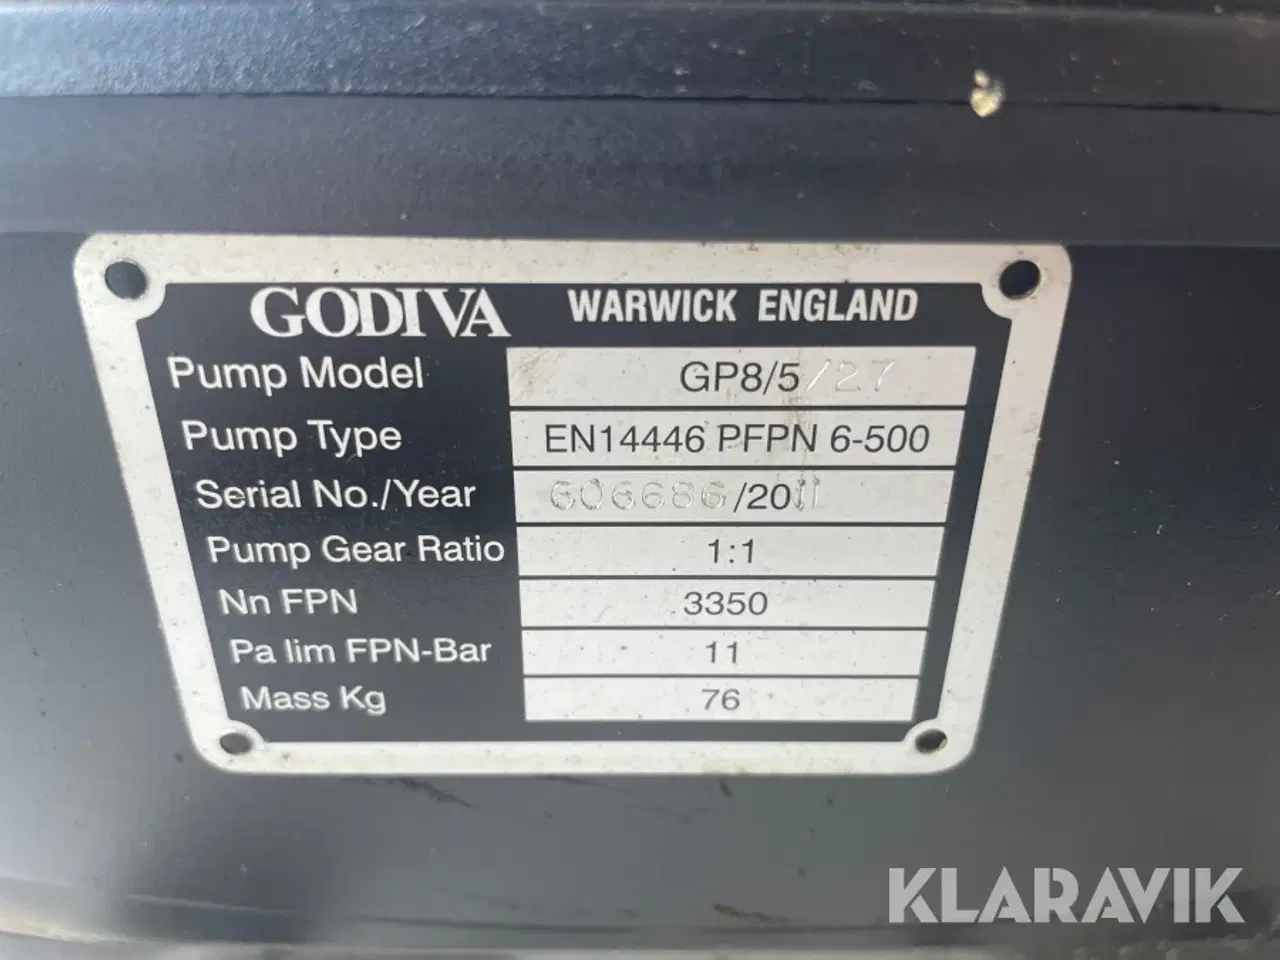 GODIVA WARWICK ENGLAND
Pump Model GP8/5/27
Pump Type EN14446 PFPN 6-500
Serial No./Year 606686/2011
Pump Gear Ratio 1:1
Nn FPN 3350
Pa lim FPN-Bar 11
Mass Kg 76
KLARAVIK